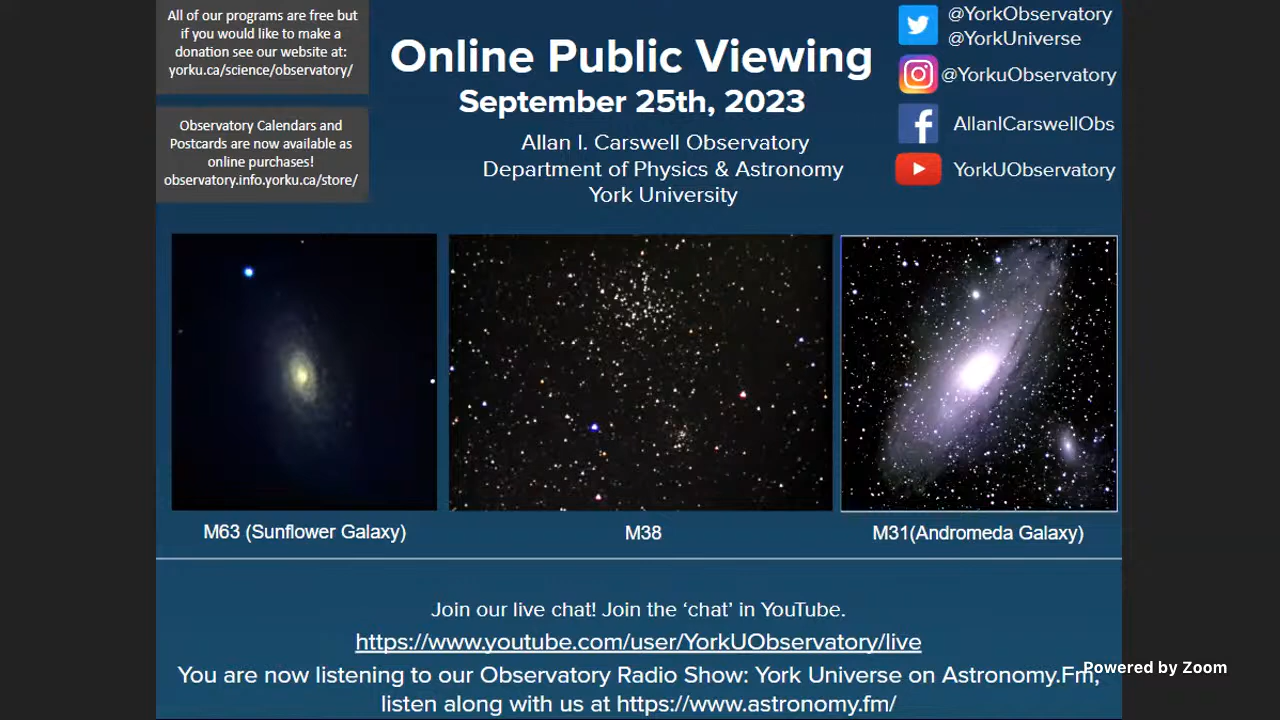 All of our programs are free but
if you would like to make a
donation see our website at:
yorku.ca/science/observatory/
Observatory Calendars and
Postcards are now available as
online purchases!
observatory.info.yorku.ca/store/
Online Public Viewing
September 25th, 2023
Allan I. Carswell Observatory
Department of Physics & Astronomy
York University
@YorkObservatory
@YorkUniverse
@YorkuObservatory
AllanICarswellObs
YorkUObservatory
M63 (Sunflower Galaxy)
M38
M31(Andromeda Galaxy)
Join our live chat! Join the ‘chat’ in YouTube.
https://www.youtube.com/user/YorkUObservatory/live
You are now listening to our Observatory Radio Show: York Universe on Astronomy.Fm,
listen along with us at https://www.astronomy.fm/
Powered by Zoom